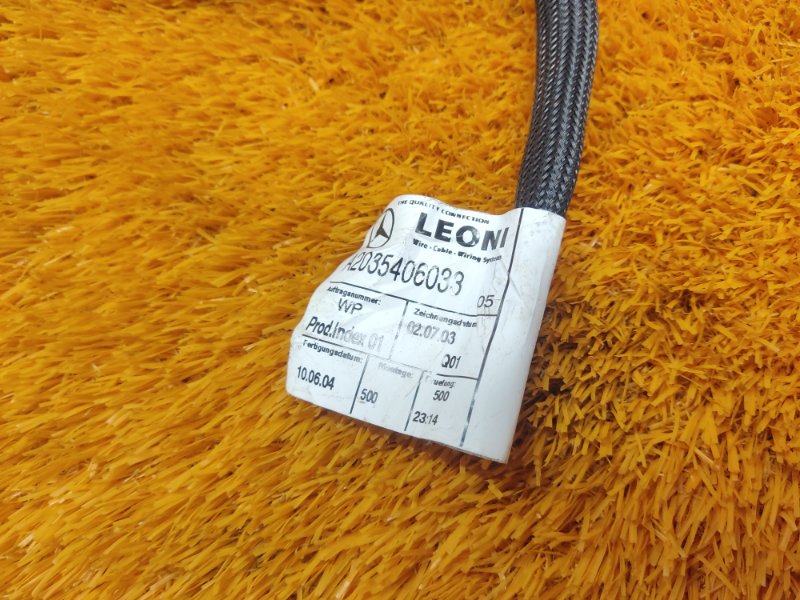 THE QUALITY CONNECTION
LEONI
Wire · Cable · Wiring Systems
A2035406033 05
Auftragsnummer: Zeichnungsdatum
WP 02.07.03
Prod.Index 01 Q01
Fertigungsdatum: Montage: Pruefung:
10.06.04 500 500
23:14